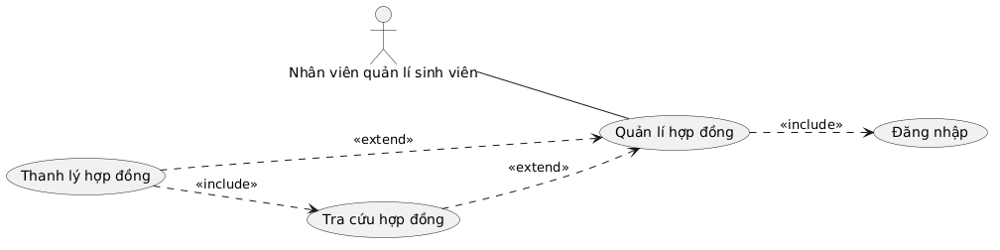 Nhân viên quản lí sinh viên
Quản lí hợp đồng
«include»
Đăng nhập
«extend»
Thanh lý hợp đồng
«include»
«extend»
Tra cứu hợp đồng